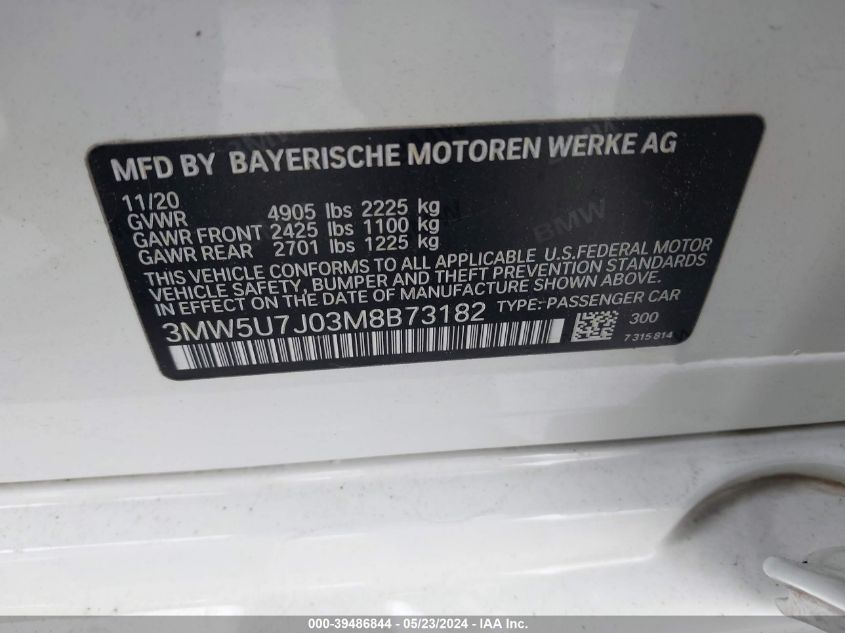 MFD BY BAYERISCHE MOTOREN WERKE AG
11/20
GVWR 4905 lbs 2225 kg
GAWR FRONT 2425 lbs 1100 kg
GAWR REAR 2701 lbs 1225 kg
THIS VEHICLE CONFORMS TO ALL APPLICABLE U.S.FEDERAL MOTOR
VEHICLE SAFETY, BUMPER AND THEFT PREVENTION STANDARDS
IN EFFECT ON THE DATE OF MANUFACTURE SHOWN ABOVE.
3MW5U7J03M8B73182 TYPE: PASSENGER CAR
300
7 315 814
BMW
000-39486844 / 05/23/2024 - IAA Inc.